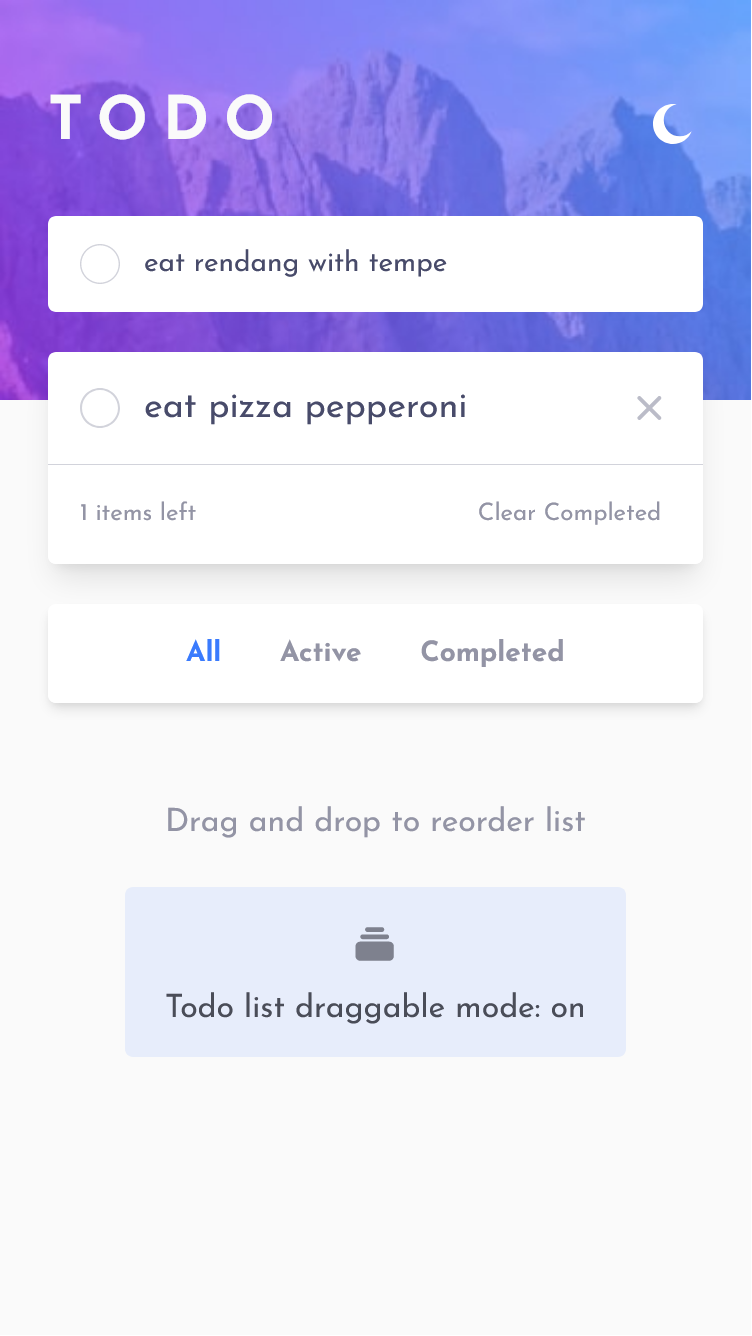 TODO
eat rendang with tempe
eat pizza pepperoni
1 items left
Clear Completed
All
Active
Completed
Drag and drop to reorder list
Todo list draggable mode: on